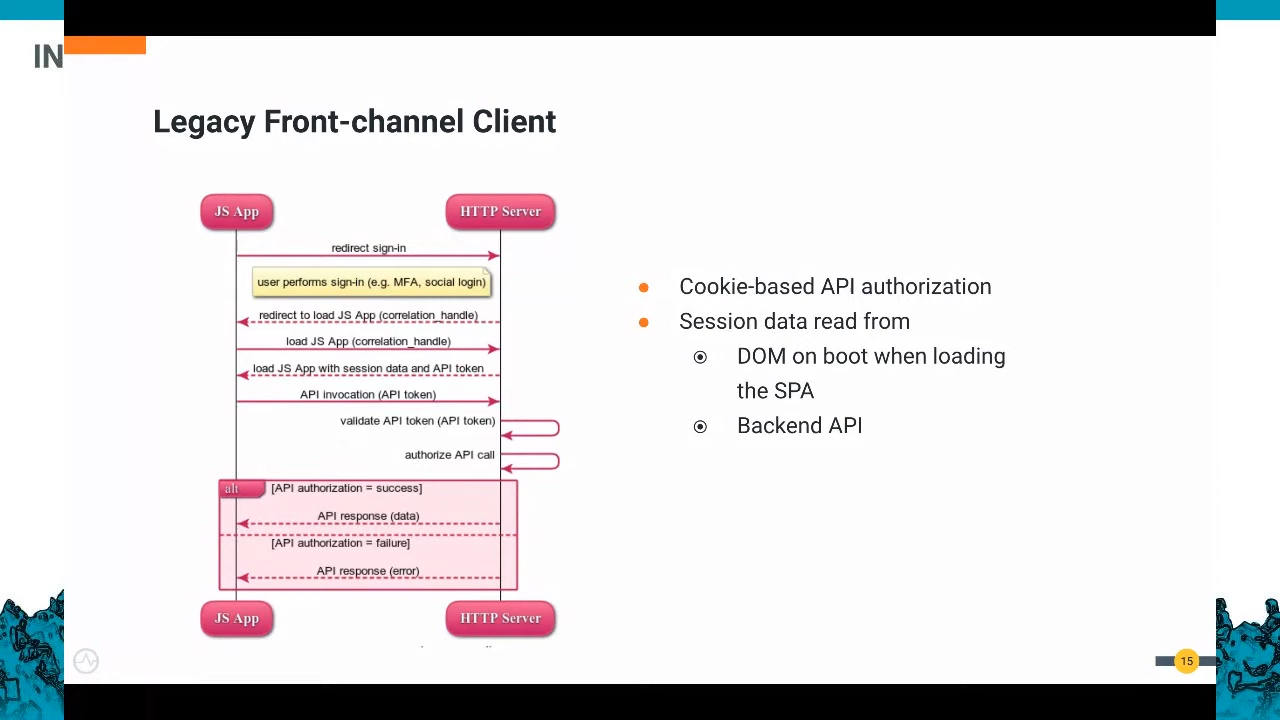 IN
Legacy Front-channel Client
JS App
HTTP Server
redirect sign-in
user performs sign-in (e.g. MFA, social login)
redirect to load JS App (correlation_handle)
load JS App (correlation_handle)
load JS App with session data and API token
API invocation (API token)
validate API token (API token)
authorize API call
alt
[API authorization = success]
API response (data)
[API authorization = failure]
API response (error)
JS App
HTTP Server
Cookie-based API authorization
Session data read from
DOM on boot when loading
the SPA
Backend API
15